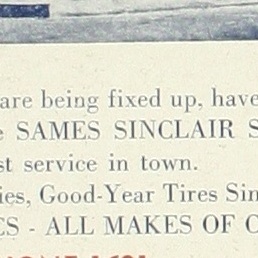 are being fixed up, have
SAMES SINCLAIR
service in town.
Good-Year Tires
- ALL MAKES OF